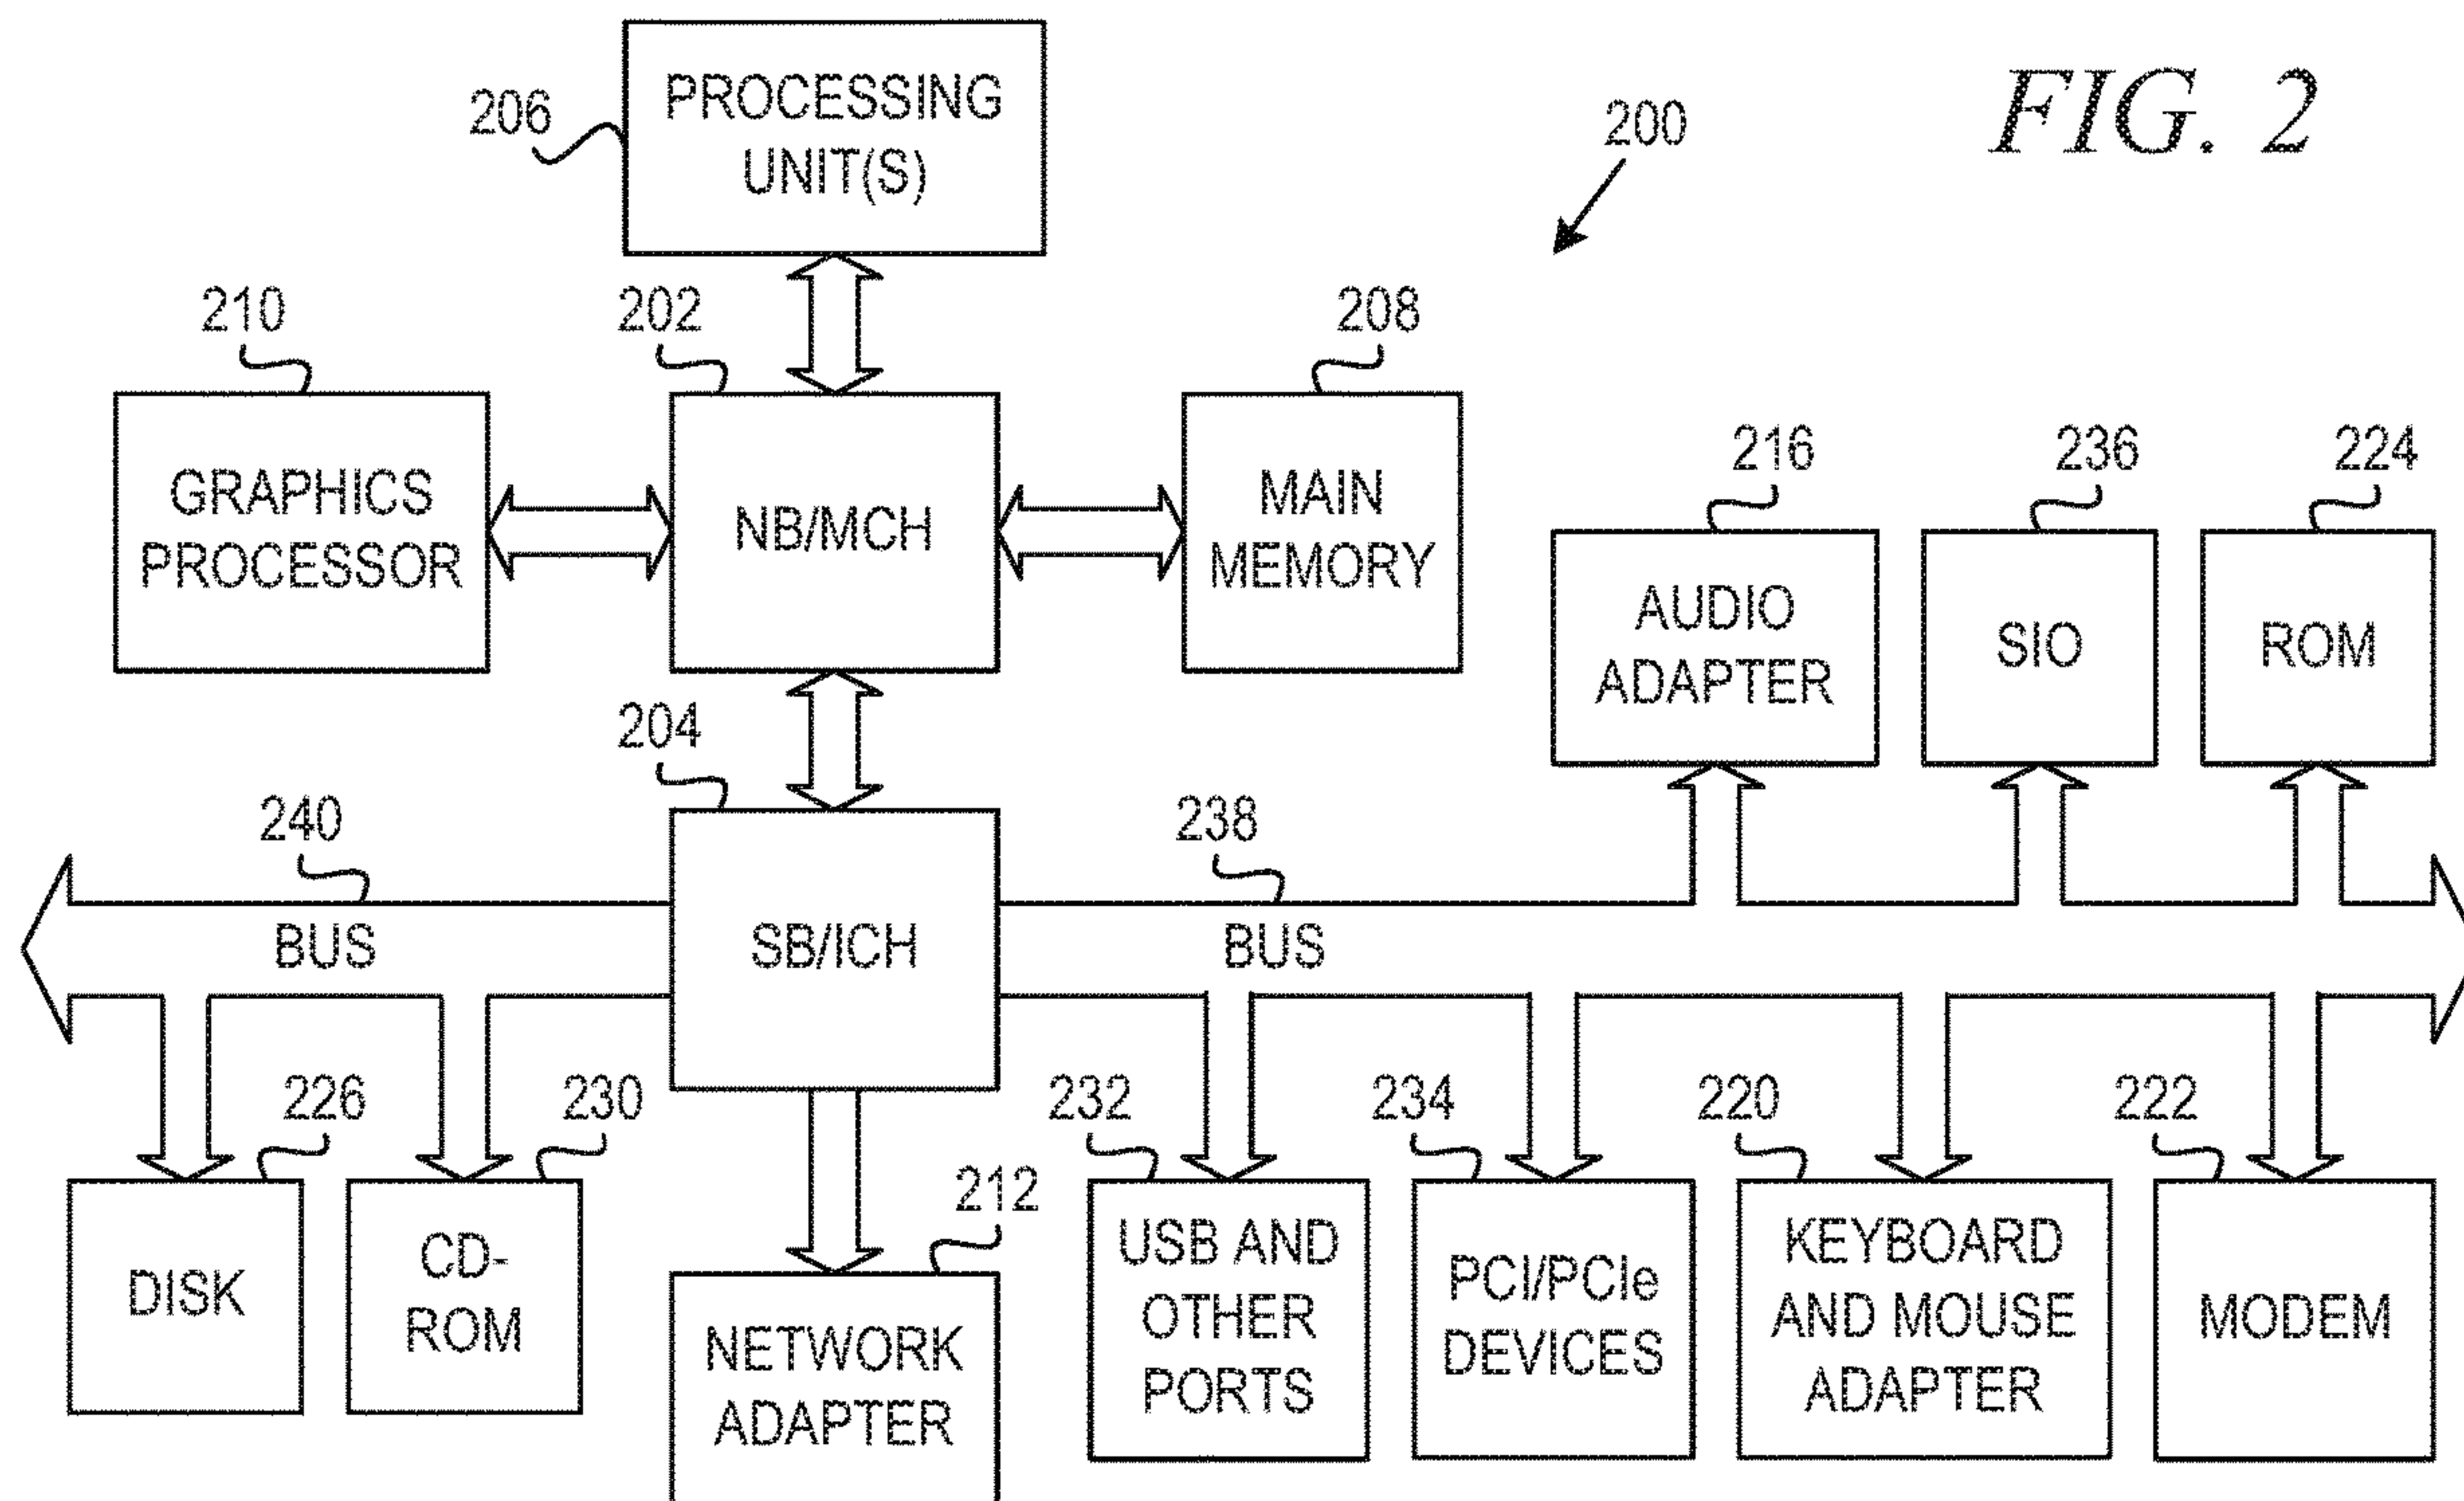 FIG. 2
200
206
PROCESSING
UNIT(S)
210
202
208
GRAPHICS
PROCESSOR
NB/MCH
MAIN
MEMORY
216
236
224
AUDIO
ADAPTER
SIO
ROM
204
240
238
BUS
SB/ICH
BUS
226
230
212
232
234
220
222
DISK
CD-
ROM
NETWORK
ADAPTER
USB AND
OTHER
PORTS
PCI/PCIe
DEVICES
KEYBOARD
AND MOUSE
ADAPTER
MODEM